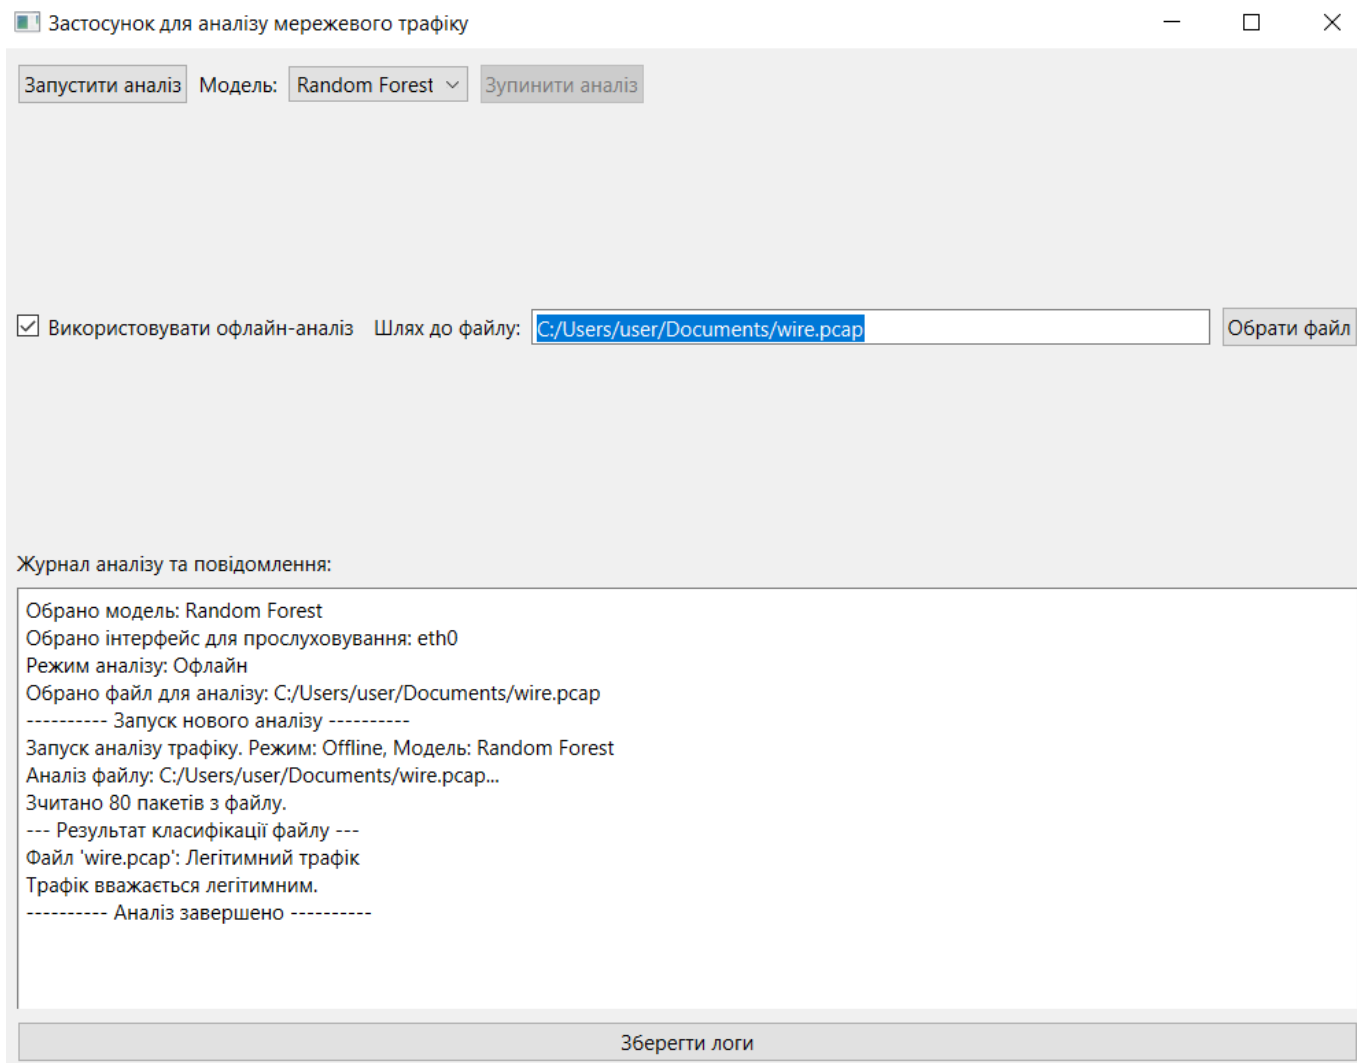 Застосунок для аналізу мережевого трафіку
Запустити аналіз Модель: Random Forest Зупинити аналіз
Використовувати офлайн-аналіз Шлях до файлу: C:/Users/user/Documents/wire.pcap Обрати файл
Журнал аналізу та повідомлення:
Обрано модель: Random Forest
Обрано інтерфейс для прослуховування: eth0
Режим аналізу: Офлайн
Обрано файл для аналізу: C:/Users/user/Documents/wire.pcap
---------- Запуск нового аналізу ----------
Запуск аналізу трафіку. Режим: Offline, Модель: Random Forest
Аналіз файлу: C:/Users/user/Documents/wire.pcap...
Зчитано 80 пакетів з файлу.
--- Результат класифікації файлу ---
Файл 'wire.pcap': Легітимний трафік
Трафік вважається легітимним.
---------- Аналіз завершено ----------
Зберегти логи